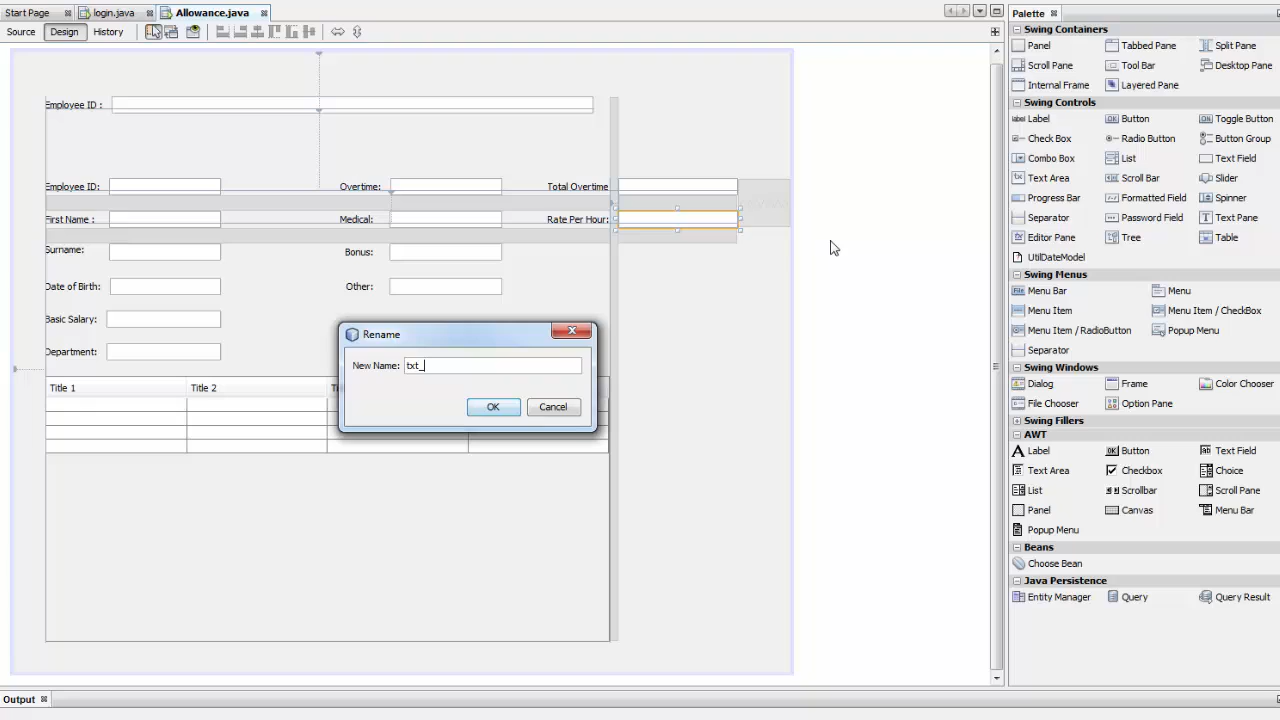 Start Page login.java Allowance.java
Source Design History
Employee ID :
Employee ID: Overtime: Total Overtime
First Name : Medical: Rate Per Hour:
Surname: Bonus:
Date of Birth: Other:
Basic Salary:
Department:
Title 1 Title 2
Rename
New Name: txt_
OK Cancel
Output
Palette
Swing Containers
Panel Tabbed Pane Split Pane
Scroll Pane Tool Bar Desktop Pane
Internal Frame Layered Pane
Swing Controls
label Label OK Button ON Toggle Button
Check Box Radio Button Button Group
Combo Box List Text Field
Text Area Scroll Bar Slider
Progress Bar Formatted Field Spinner
Separator Password Field Text Pane
Editor Pane Tree Table
UtilDateModel
Swing Menus
Menu Bar Menu
Menu Item Menu Item / CheckBox
Menu Item / RadioButton Popup Menu
Separator
Swing Windows
Dialog Frame Color Chooser
File Chooser Option Pane
Swing Fillers
AWT
Label OK Button Text Field
Text Area Checkbox Choice
List Scrollbar Scroll Pane
Panel Canvas Menu Bar
Popup Menu
Beans
Choose Bean
Java Persistence
Entity Manager Query Query Result